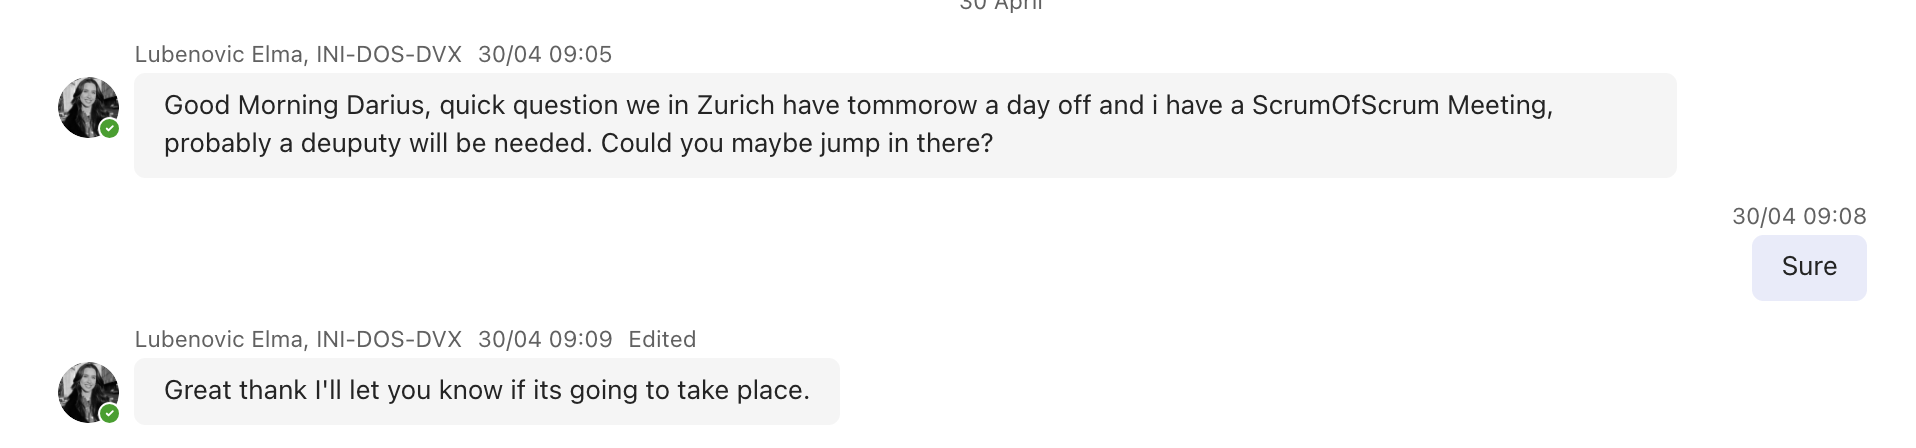 30 April
Lubenovic Elma, INI-DOS-DVX 30/04 09:05
Good Morning Darius, quick question we in Zurich have tommorow a day off and i have a ScrumOfScrum Meeting,
probably a deuputy will be needed. Could you maybe jump in there?
30/04 09:08
Sure
Lubenovic Elma, INI-DOS-DVX 30/04 09:09 Edited
Great thank I'll let you know if its going to take place.